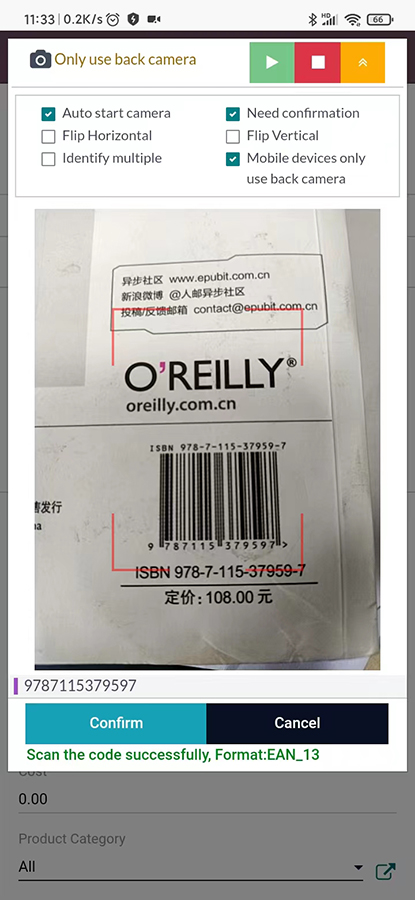 11:33 | 0.2K/s
HD
66
Only use back camera
Auto start camera
Need confirmation
Flip Horizontal
Flip Vertical
Identify multiple
Mobile devices only
use back camera
异步社区 www.epubit.com.cn
新浪微博 @人邮异步社区
投稿/反馈邮箱 contact@epubit.com.cn
O'REILLY®
oreilly.com.cn
ISBN 978-7-115-37959-7
发行
9 787115 379597 >
ISBN 978-7-115-37959-7
定价:108.00 元
9787115379597
Confirm
Cancel
Scan the code successfully, Format:EAN_13
Cost
0.00
Product Category
All